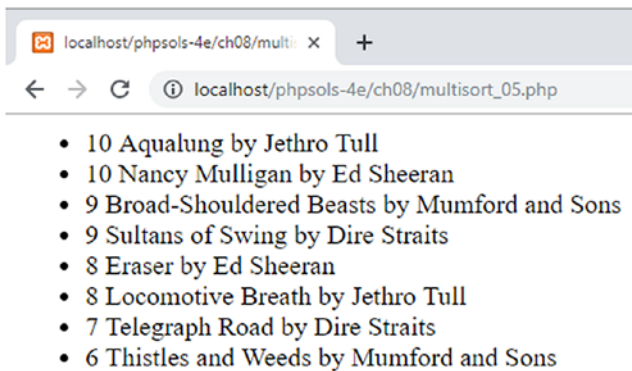 localhost/phpsols-4e/ch08/multi
localhost/phpsols-4e/ch08/multisort_05.php
10 Aqualung by Jethro Tull
10 Nancy Mulligan by Ed Sheeran
9 Broad-Shouldered Beasts by Mumford and Sons
9 Sultans of Swing by Dire Straits
8 Eraser by Ed Sheeran
8 Locomotive Breath by Jethro Tull
7 Telegraph Road by Dire Straits
6 Thistles and Weeds by Mumford and Sons